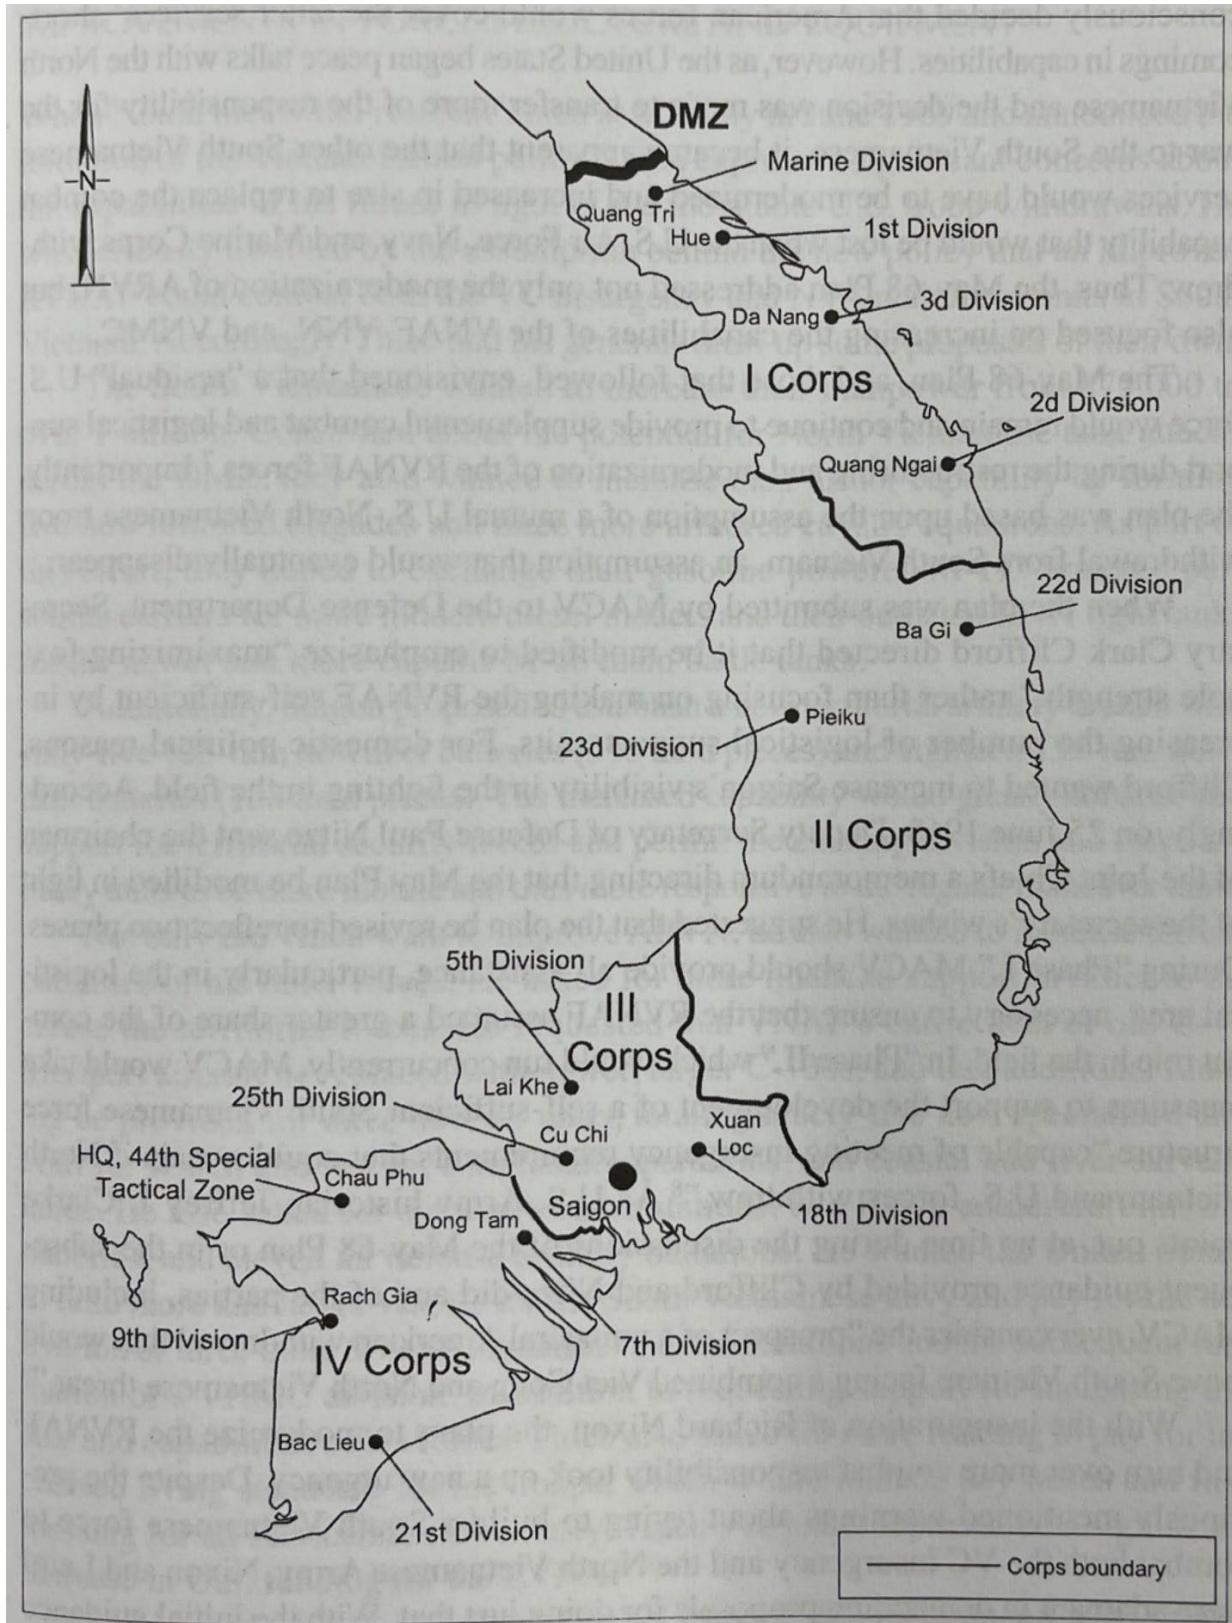 DMZ
N
Marine Division
Quang Tri
Hue
1st Division
Da Nang
3d Division
I Corps
2d Division
Quang Ngai
22d Division
Ba Gi
Pieiku
23d Division
II Corps
5th Division
III
Corps
Lai Khe
25th Division
Xuan
Loc
Cu Chi
HQ, 44th Special
Tactical Zone
Chau Phu
Saigon
Dong Tam
18th Division
Rach Gia
9th Division
7th Division
IV Corps
Bac Lieu
21st Division
Corps boundary